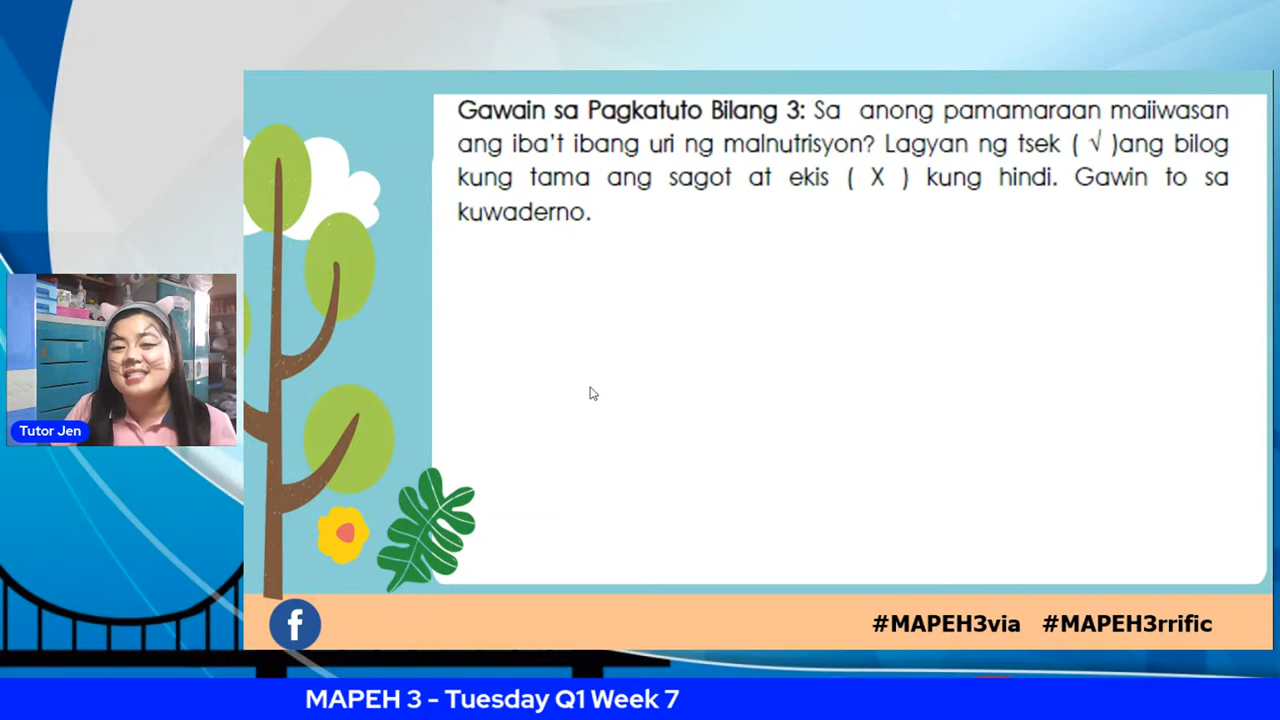 Gawain sa Pagkatuto Bilang 3: Sa anong pamamaraan maiiwasan
ang iba't ibang uri ng malnutrisyon? Lagyan ng tsek ( √ )ang bilog
kung tama ang sagot at ekis ( X ) kung hindi. Gawin to sa
kuwaderno.
Tutor Jen
f
#MAPEH3via #MAPEH3rrific
MAPEH 3 - Tuesday Q1 Week 7